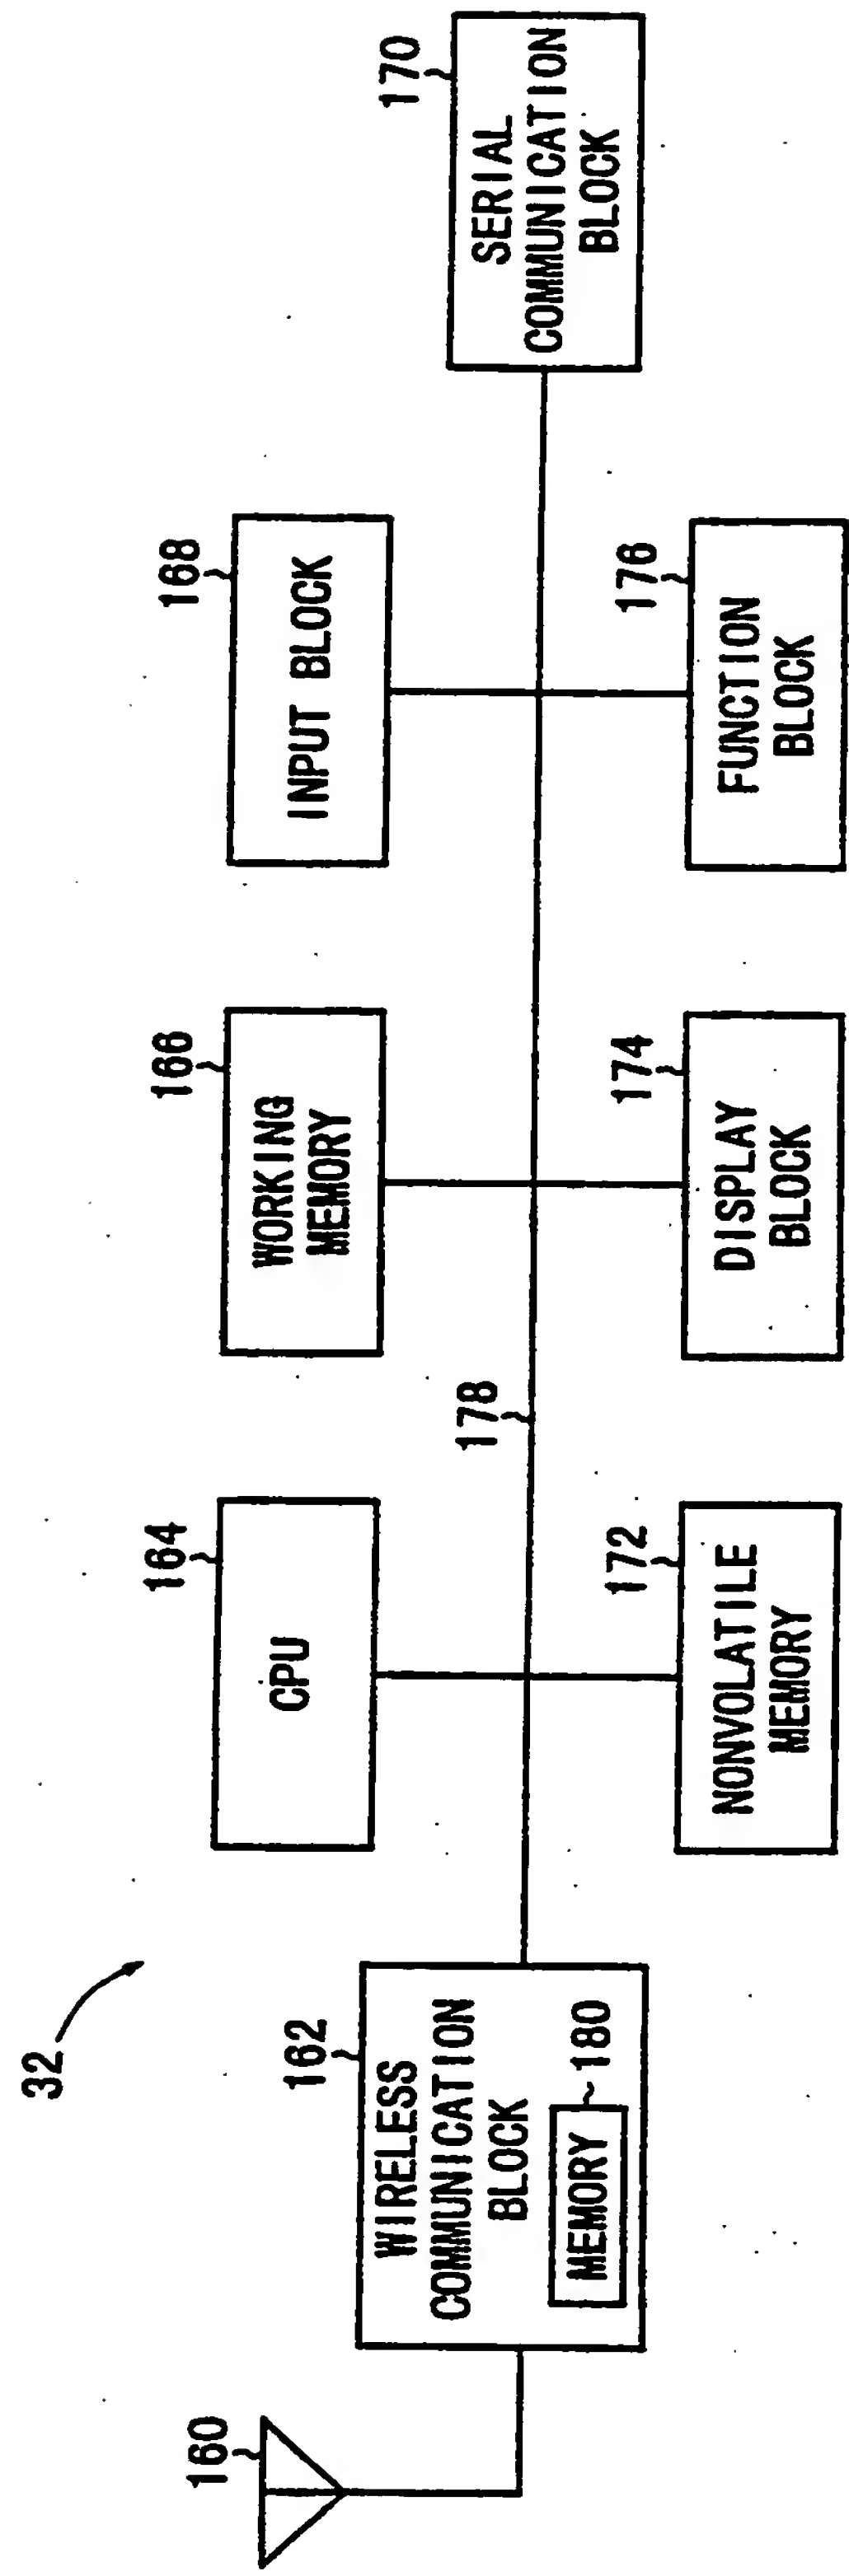 32
160
162
WIRELESS
COMMUNICATION
BLOCK
MEMORY
180
164
CPU
166
WORKING
MEMORY
168
INPUT BLOCK
170
SERIAL
COMMUNICATION
BLOCK
178
172
NONVOLATILE
MEMORY
174
DISPLAY
BLOCK
176
FUNCTION
BLOCK